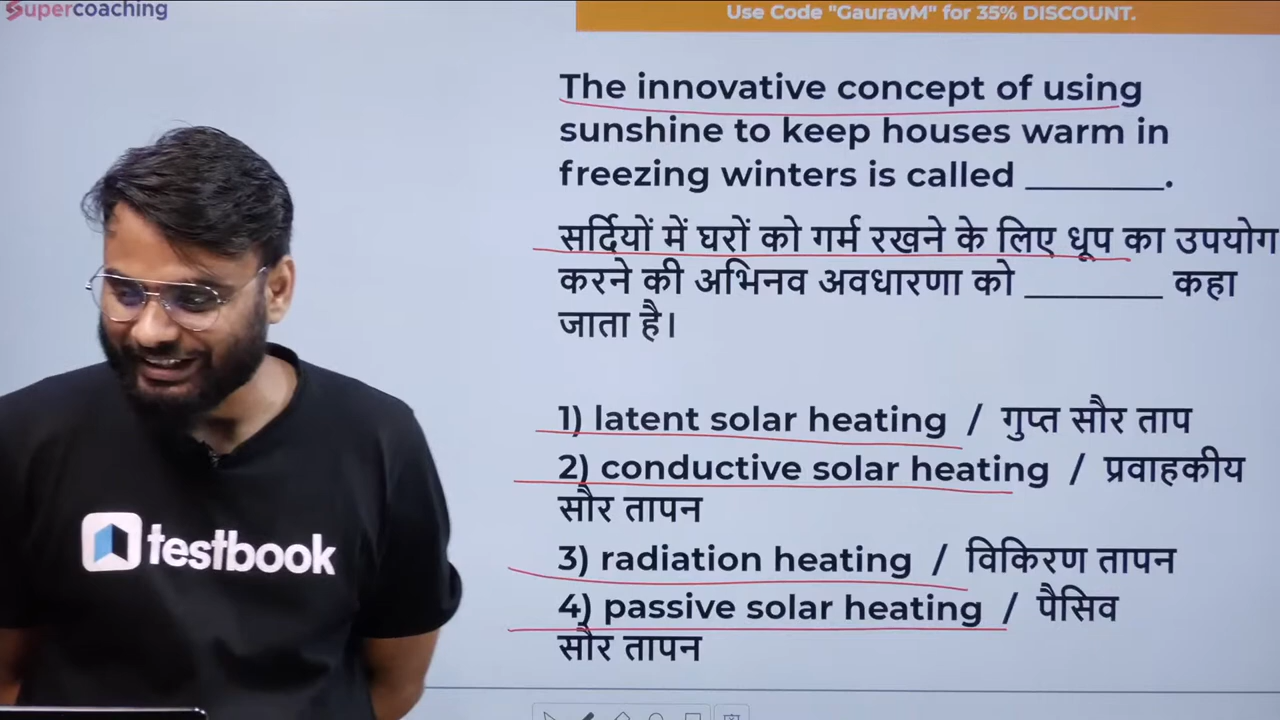 Supercoaching
Use Code "GauravM" for 35% DISCOUNT.
The innovative concept of using
sunshine to keep houses warm in
freezing winters is called ________.
सर्दियों में घरों को गर्म रखने के लिए धूप का उपयोग
करने की अभिनव अवधारणा को ________ कहा
जाता है।
1) latent solar heating / गुप्त सौर ताप
2) conductive solar heating / प्रवाहकीय
सौर तापन
3) radiation heating / विकिरण तापन
4) passive solar heating / पैसिव
सौर तापन
testbook